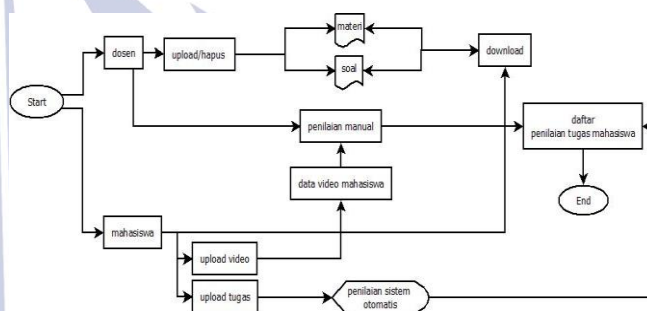 materi
dosen
upload/hapus
download
soal
Start
daftar
penilaian tugas mahasiswa
penilaian manual
data video mahasiswa
End
mahasiswa
upload video
upload tugas
penilaian sistem
otomatis